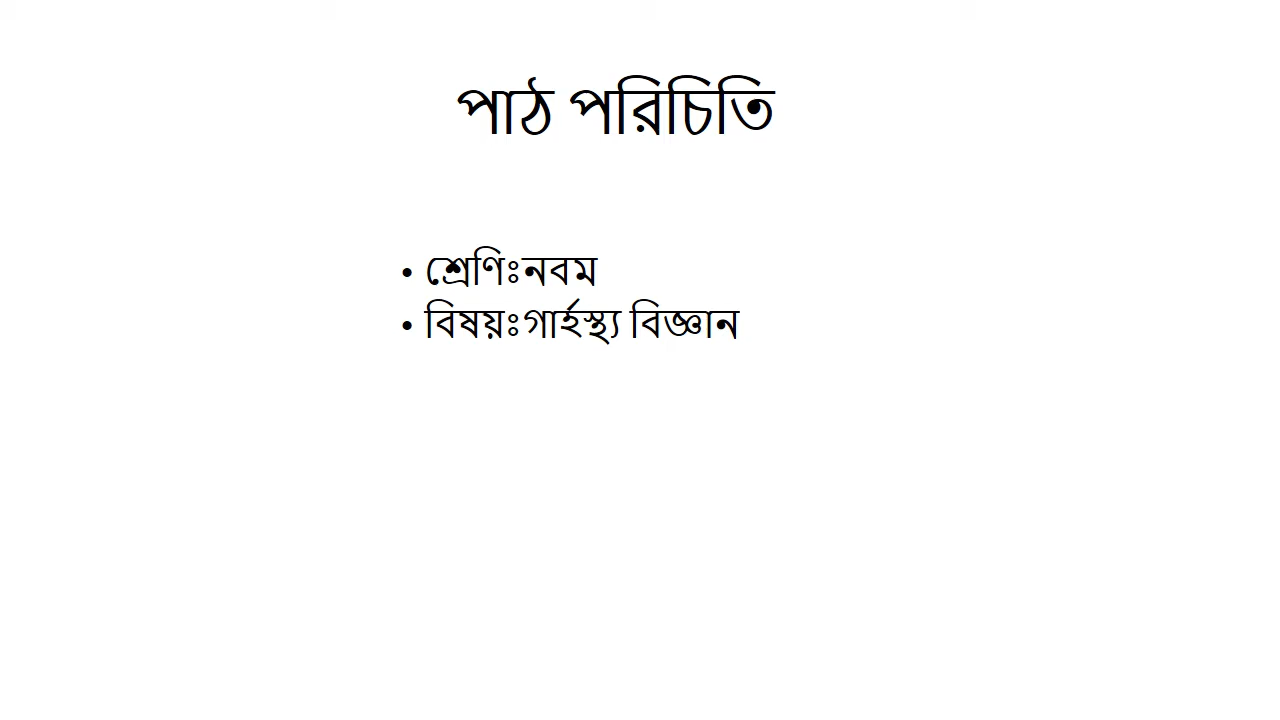 পাঠ পরিচিতি
• শ্রেণিঃনবম
• বিষয়ঃগার্হস্থ্য বিজ্ঞান